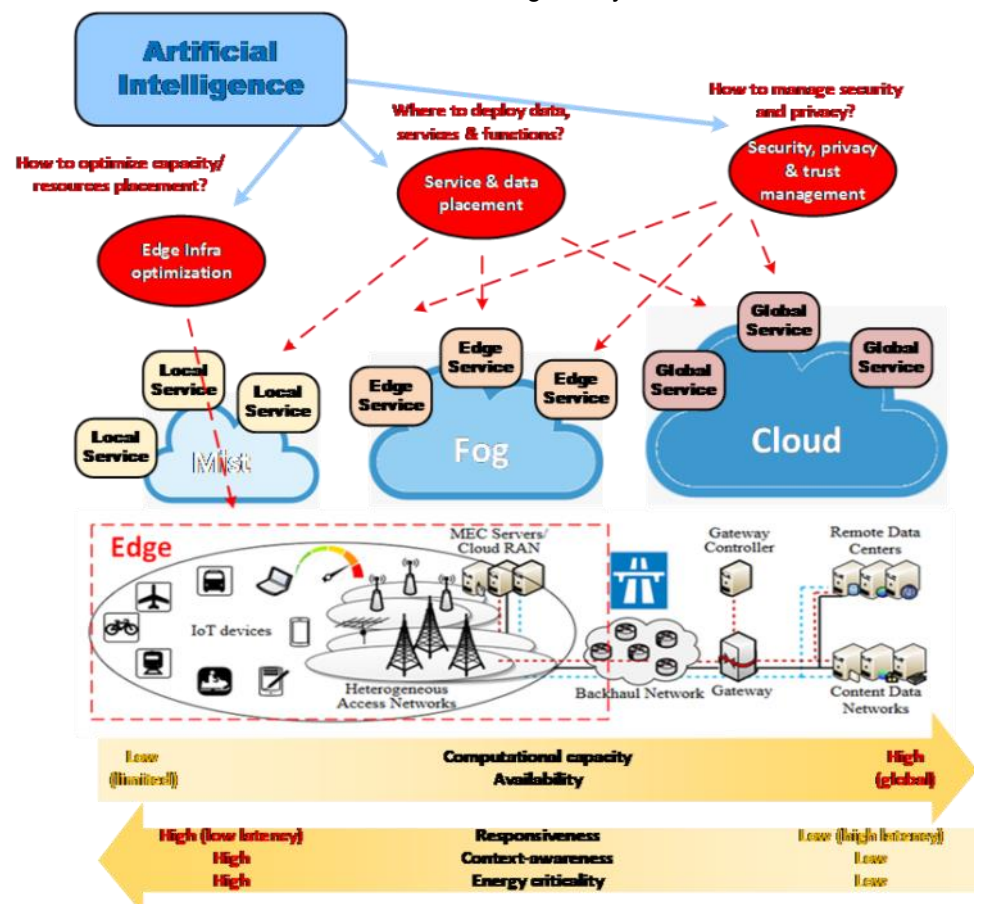 Artificial
Intelligence
How to optimize capacity/
resources placement?
Where to deploy data,
services & functions?
How to manage security
and privacy?
Edge Infra
optimization
Service & data
placement
Security, privacy
& trust
management
Local
Service
Local
Service
Local
Service
Mist
Edge
Service
Edge
Service
Edge
Service
Fog
Global
Service
Global
Service
Global
Service
Cloud
Edge
IoT devices
MEC Servers/
Cloud RAN
Heterogeneous
Access Networks
Backhaul Network
Gateway
Controller
Gateway
Remote Data
Centers
Content Data
Networks
Low
(limited)
Computational capacity
Availability
High
(global)
High (low latency)
Responsiveness
Low (high latency)
High
Context-awareness
Low
High
Energy criticality
Low